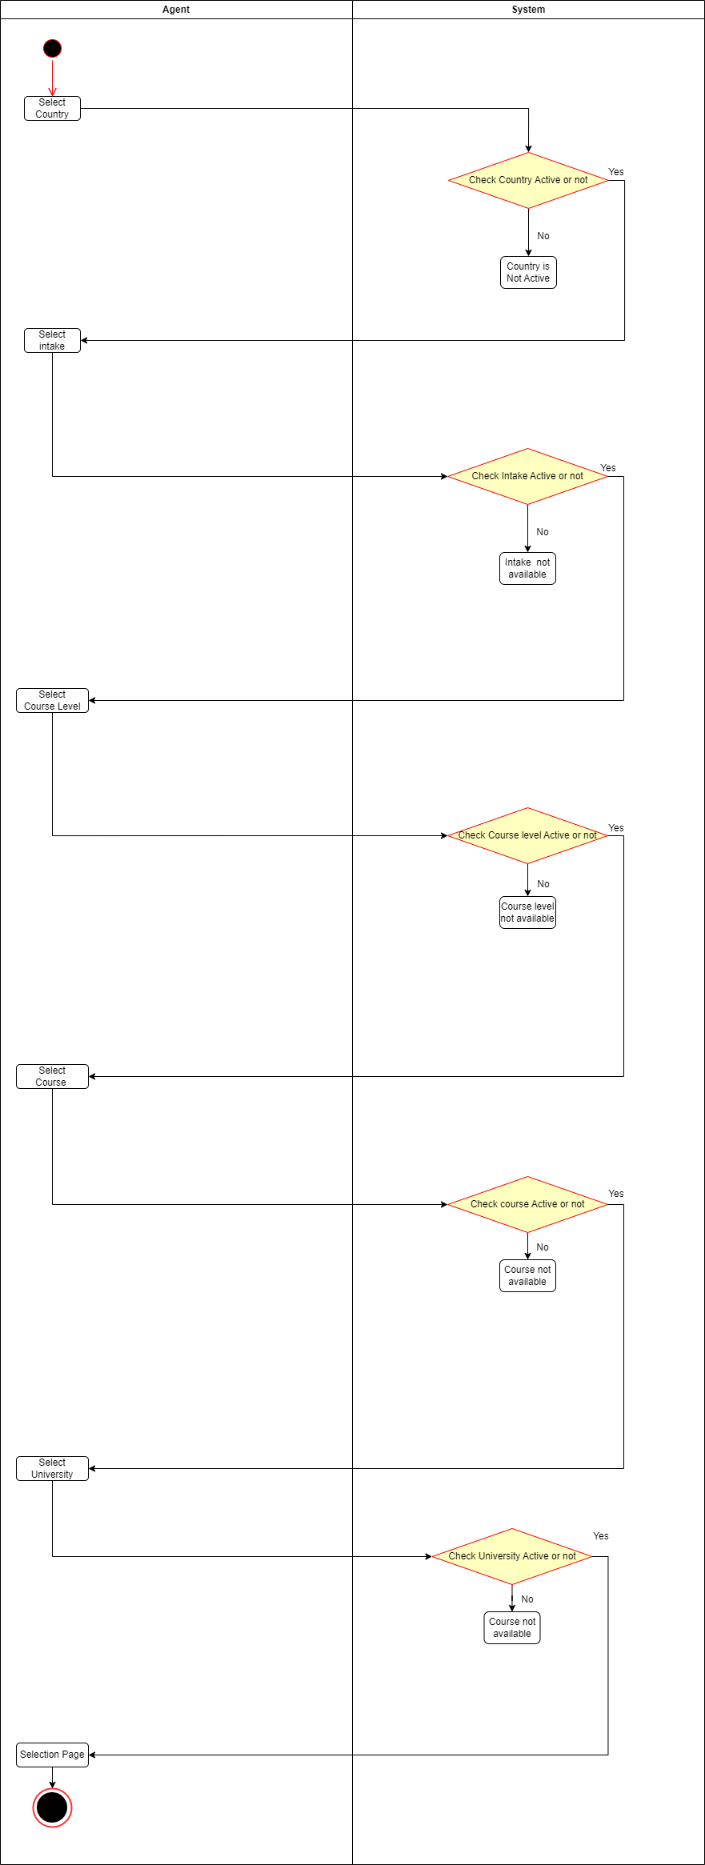 Agent
System
Select
Country
Check Country Active or not
Yes
No
Country is
Not Active
Select
intake
Check Intake Active or not
Yes
No
Intake  not
available
Select
Course Level
Check Course level Active or not
Yes
No
Course level
not available
Select
Course
Check course Active or not
Yes
No
Course not
available
Select
University
Check University Active or not
Yes
No
Course not
available
Selection Page